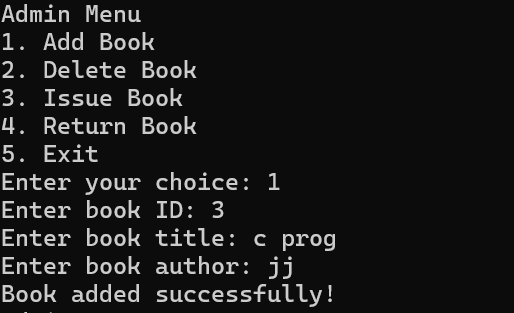 Admin Menu
1. Add Book
2. Delete Book
3. Issue Book
4. Return Book
5. Exit
Enter your choice: 1
Enter book ID: 3
Enter book title: c prog
Enter book author: jj
Book added successfully!